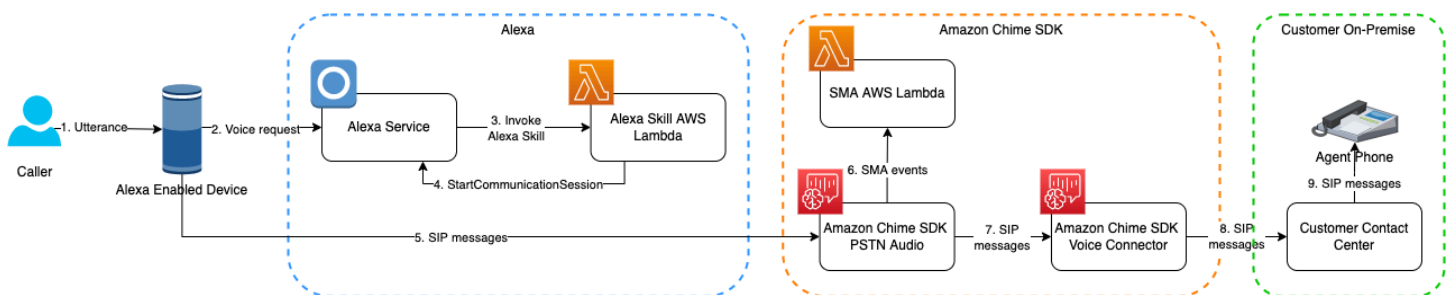 Alexa
Amazon Chime SDK
Customer On-Premise
Caller
1. Utterance
Alexa Enabled Device
2. Voice request
Alexa Service
3. Invoke
Alexa Skill
Alexa Skill AWS
Lambda
4. StartCommunicationSession
5. SIP messages
SMA AWS Lambda
6. SMA events
Amazon Chime SDK
PSTN Audio
7. SIP
messages
Amazon Chime SDK
Voice Connector
8. SIP
messages
Customer Contact
Center
9. SIP messages
Agent Phone